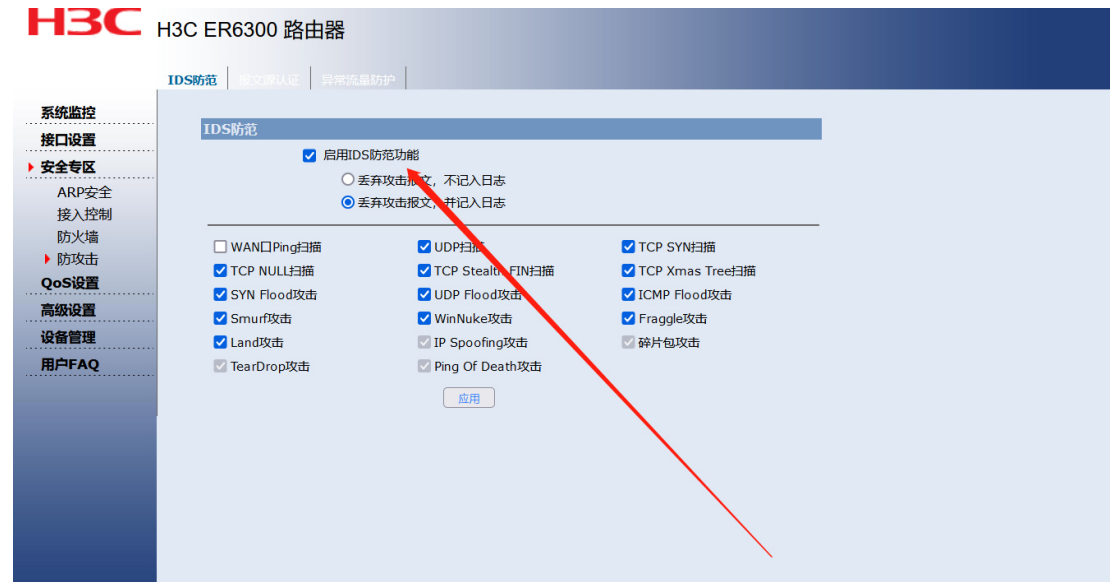 H3C H3C ER6300 路由器
IDS防范 报文源认证 异常流量防护
系统监控
接口设置
安全专区
ARP安全
接入控制
防火墙
防攻击
QoS设置
高级设置
设备管理
用户FAQ
IDS防范
启用IDS防范功能
丢弃攻击报文，不记入日志
丢弃攻击报文，并记入日志
WAN口Ping扫描 UDP扫描 TCP SYN扫描
TCP NULL扫描 TCP Stealth FIN扫描 TCP Xmas Tree扫描
SYN Flood攻击 UDP Flood攻击 ICMP Flood攻击
Smurf攻击 WinNuke攻击 Fraggle攻击
Land攻击 IP Spoofing攻击 碎片包攻击
TearDrop攻击 Ping Of Death攻击
应用